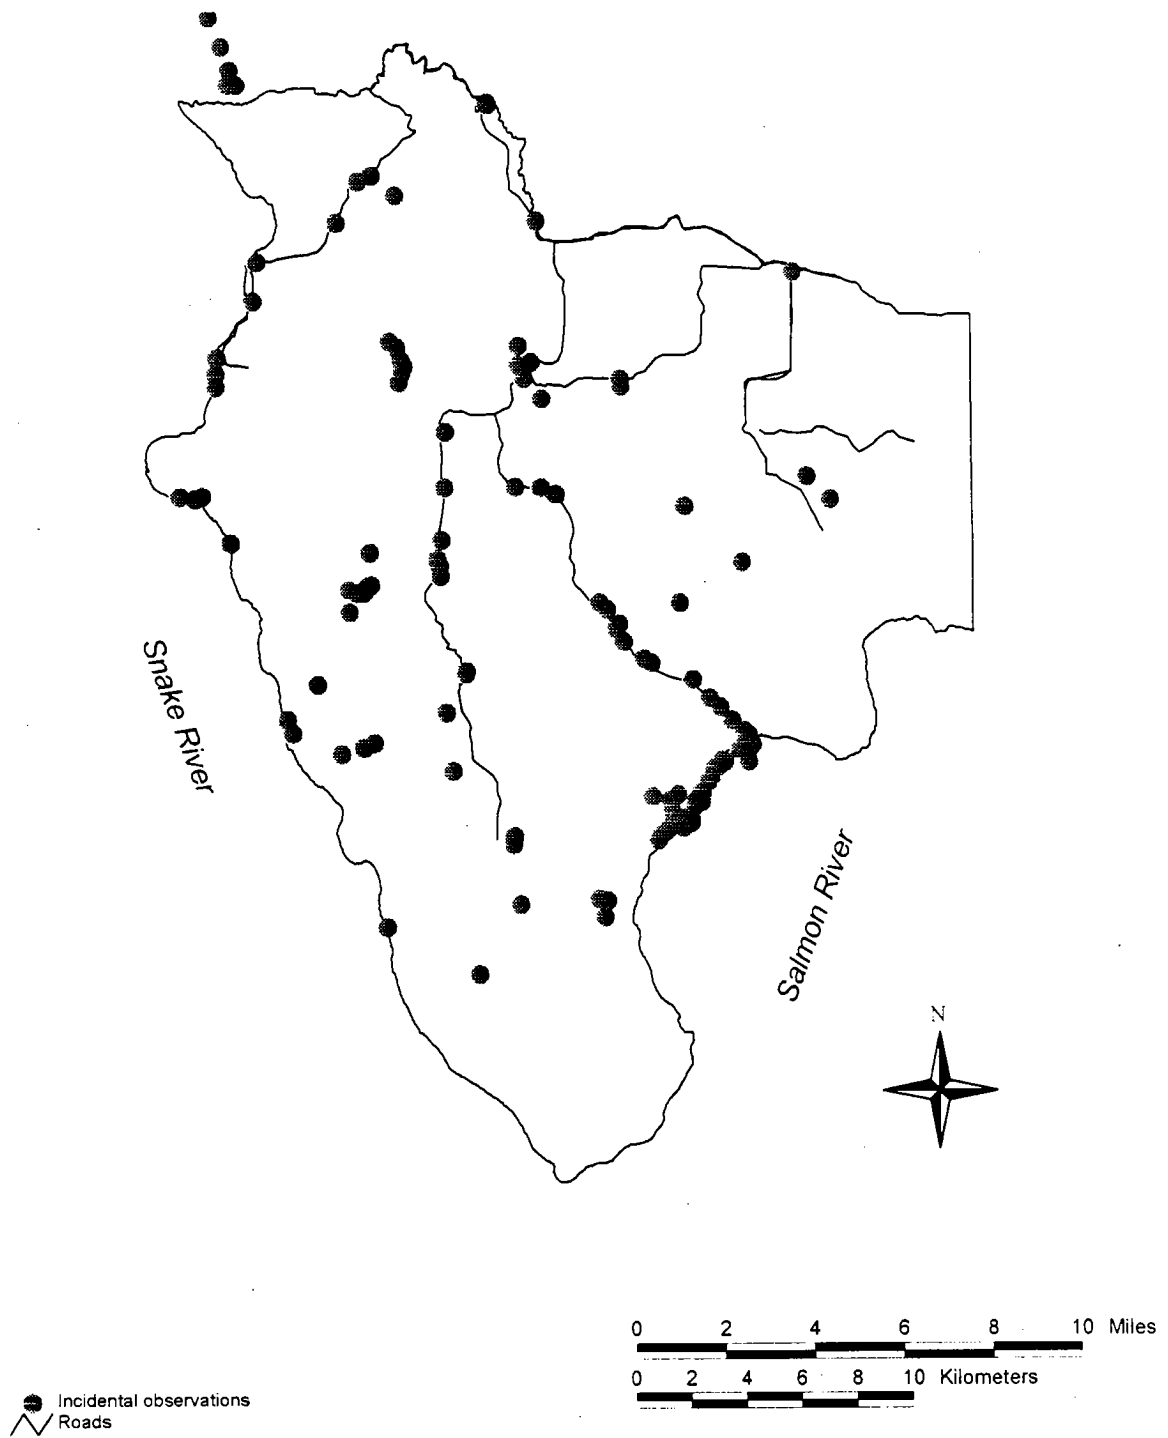 Snake River
Salmon River
N
0 2 4 6 8 10 Miles
0 2 4 6 8 10 Kilometers
Incidental observations
Roads